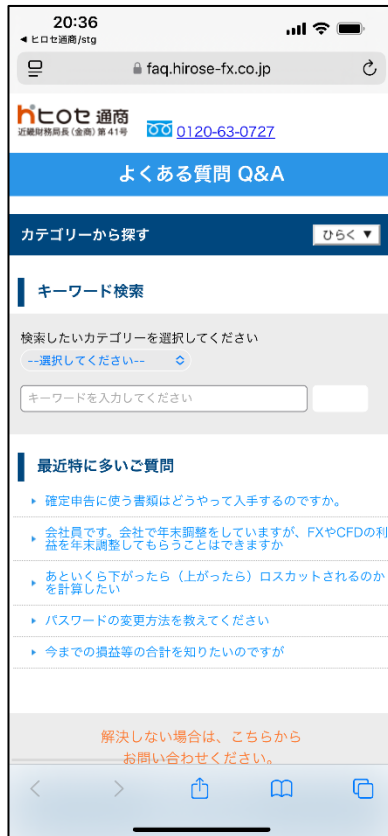 20:36
◀ ヒロセ通商/stg
faq.hirose-fx.co.jp
ヒロセ通商
近畿財務局長(金商)第41号
0120-63-0727
よくある質問 Q&A
カテゴリーから探す
ひらく ▼
キーワード検索
検索したいカテゴリーを選択してください
--選択してください--
キーワードを入力してください
最近特に多いご質問
確定申告に使う書類はどうやって入手するのですか。
会社員です。会社で年末調整をしていますが、FXやCFDの利
益を年末調整してもらうことはできますか
あといくら下がったら（上がったら）ロスカットされるのか
を計算したい
パスワードの変更方法を教えてください
今までの損益等の合計を知りたいのですが
解決しない場合は、こちらから
お問い合わせください。